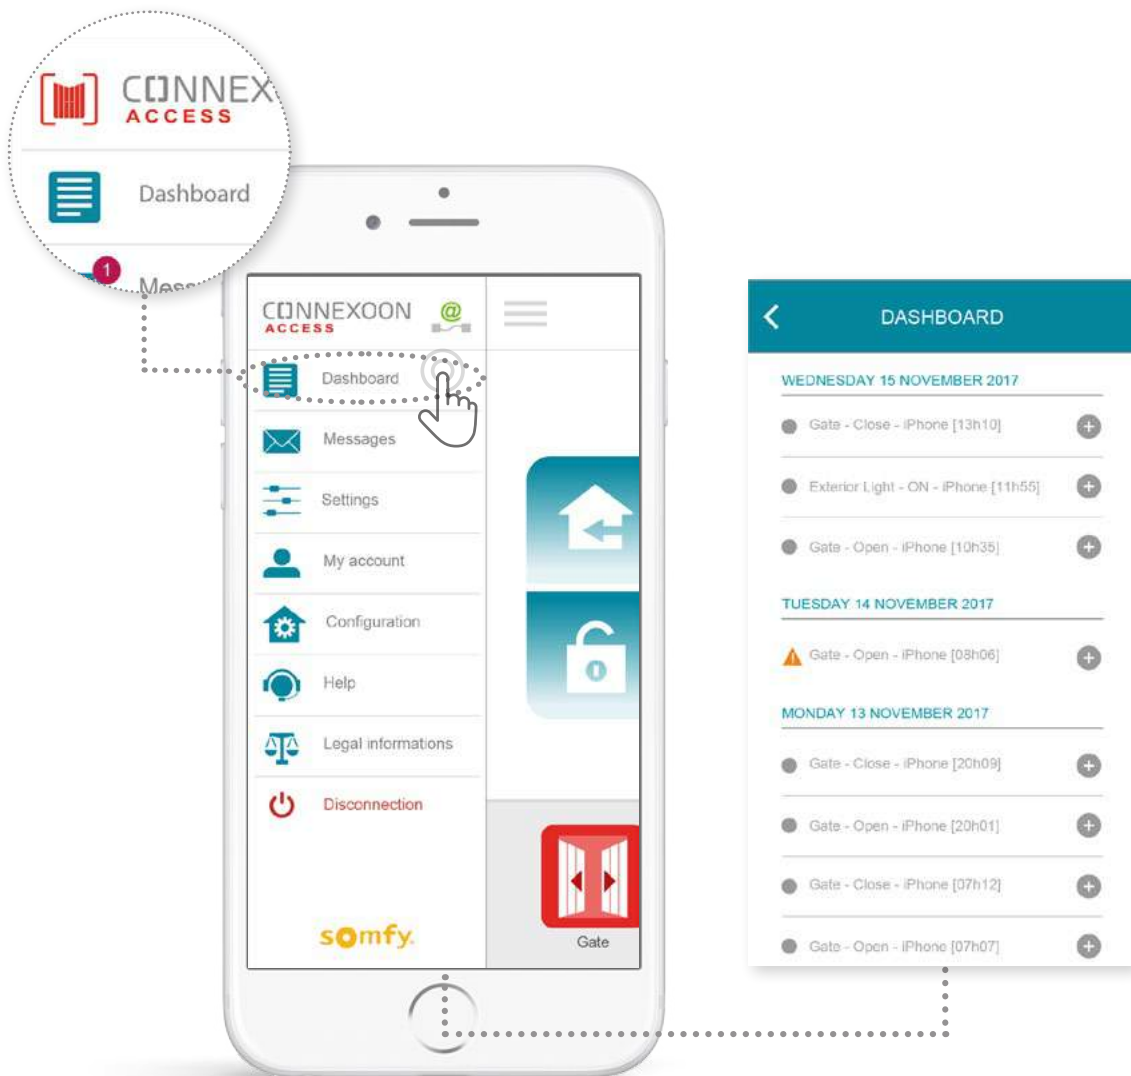 CONNEX
ACCESS
Dashboard
1
Mess
CONNEXOON
ACCESS
@
Dashboard
Messages
Settings
My account
Configuration
Help
Legal informations
Disconnection
somfy.
Gate
DASHBOARD
WEDNESDAY 15 NOVEMBER 2017
Gate - Close - iPhone [13h10]
Exterior Light - ON - iPhone [11h55]
Gate - Open - iPhone [10h35]
TUESDAY 14 NOVEMBER 2017
Gate - Open - iPhone [08h06]
MONDAY 13 NOVEMBER 2017
Gate - Close - iPhone [20h09]
Gate - Open - iPhone [20h01]
Gate - Close - iPhone [07h12]
Gate - Open - iPhone [07h07]